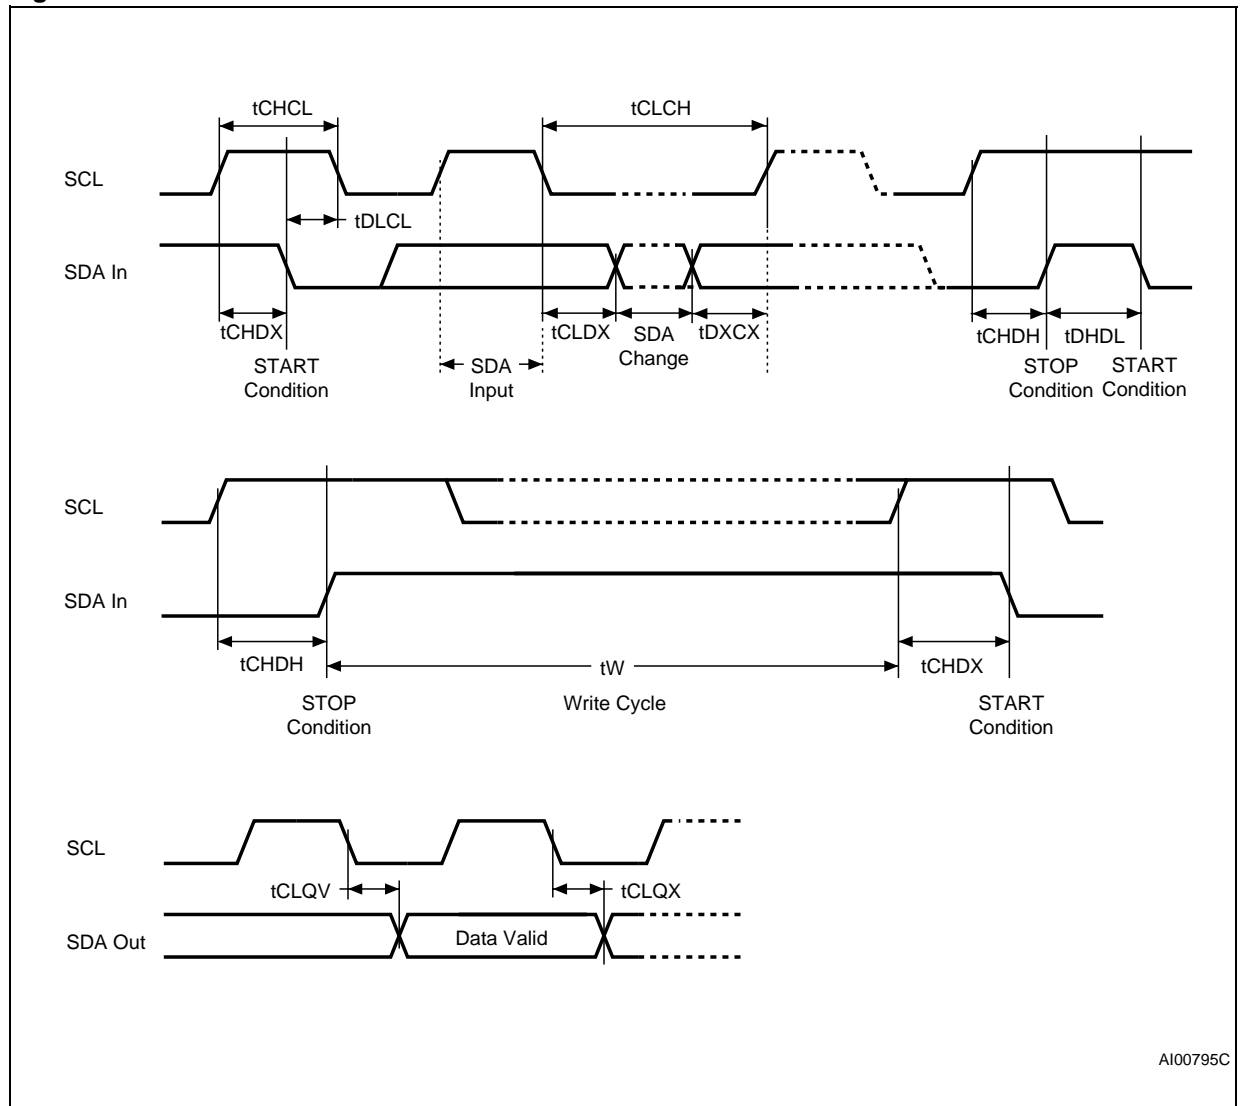 tCHCL
tCLCH
SCL
tDLCL
SDA In
tCHDX
tCLDX
SDA
Change
tDXCX
tCHDH
tDHDL
START
Condition
SDA
Input
STOP
Condition
START
Condition
SCL
SDA In
tCHDH
tW
tCHDX
STOP
Condition
Write Cycle
START
Condition
SCL
tCLQV
tCLQX
SDA Out
Data Valid
AI00795C